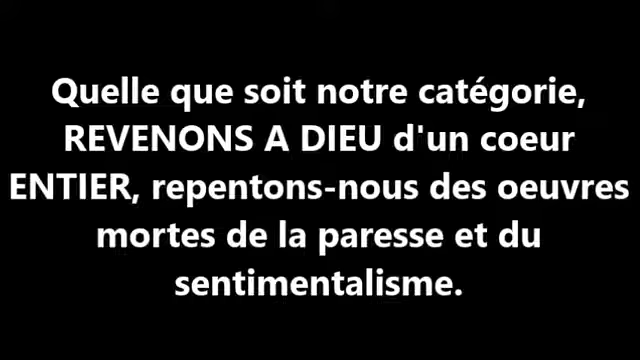 Quelle que soit notre catégorie,
REVENONS A DIEU d'un coeur
ENTIER, repentons-nous des oeuvres
mortes de la paresse et du
sentimentalisme.